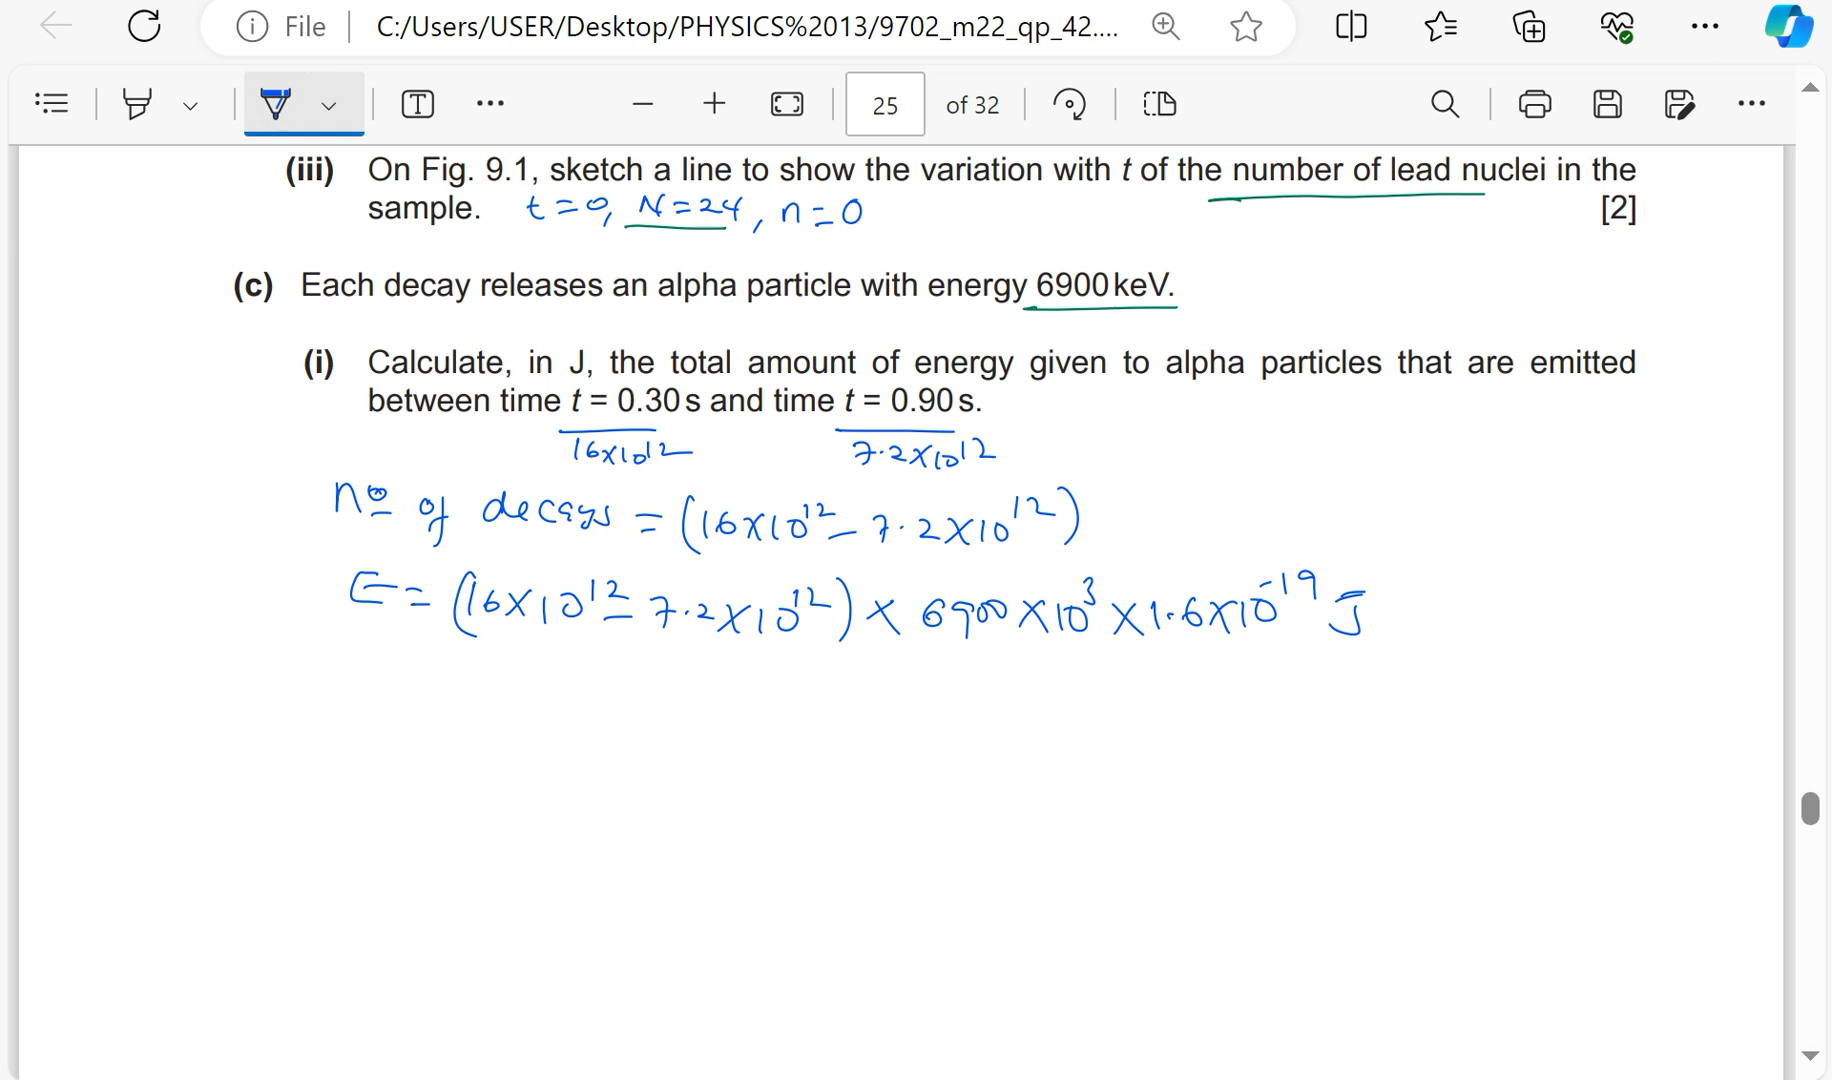 File C:/Users/USER/Desktop/PHYSICS%2013/9702_m22_qp_42....
25 of 32
(iii) On Fig. 9.1, sketch a line to show the variation with t of the number of lead nuclei in the
sample. t=0, N=24, n=0 [2]
(c) Each decay releases an alpha particle with energy 6900 keV.
(i) Calculate, in J, the total amount of energy given to alpha particles that are emitted
between time t = 0.30 s and time t = 0.90 s.
16×10¹² 7.2×10¹²
nº of decays = (16×10¹² – 7.2×10¹²)
E = (16×10¹² – 7.2×10¹²) × 6900×10³ × 1.6×10⁻¹⁹ J